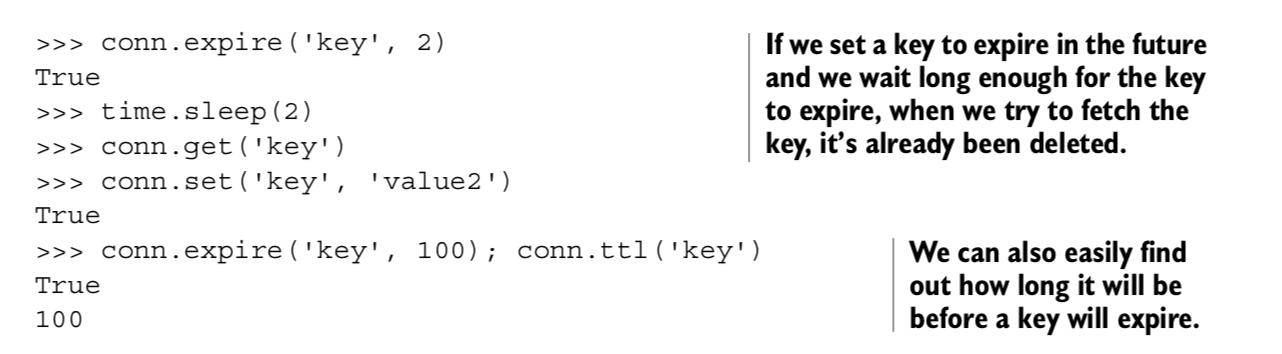 >>> conn.expire('key', 2)
True
>>> time.sleep(2)
>>> conn.get('key')
>>> conn.set('key', 'value2')
True
>>> conn.expire('key', 100); conn.ttl('key')
True
100
If we set a key to expire in the future
and we wait long enough for the key
to expire, when we try to fetch the
key, it’s already been deleted.
We can also easily find
out how long it will be
before a key will expire.